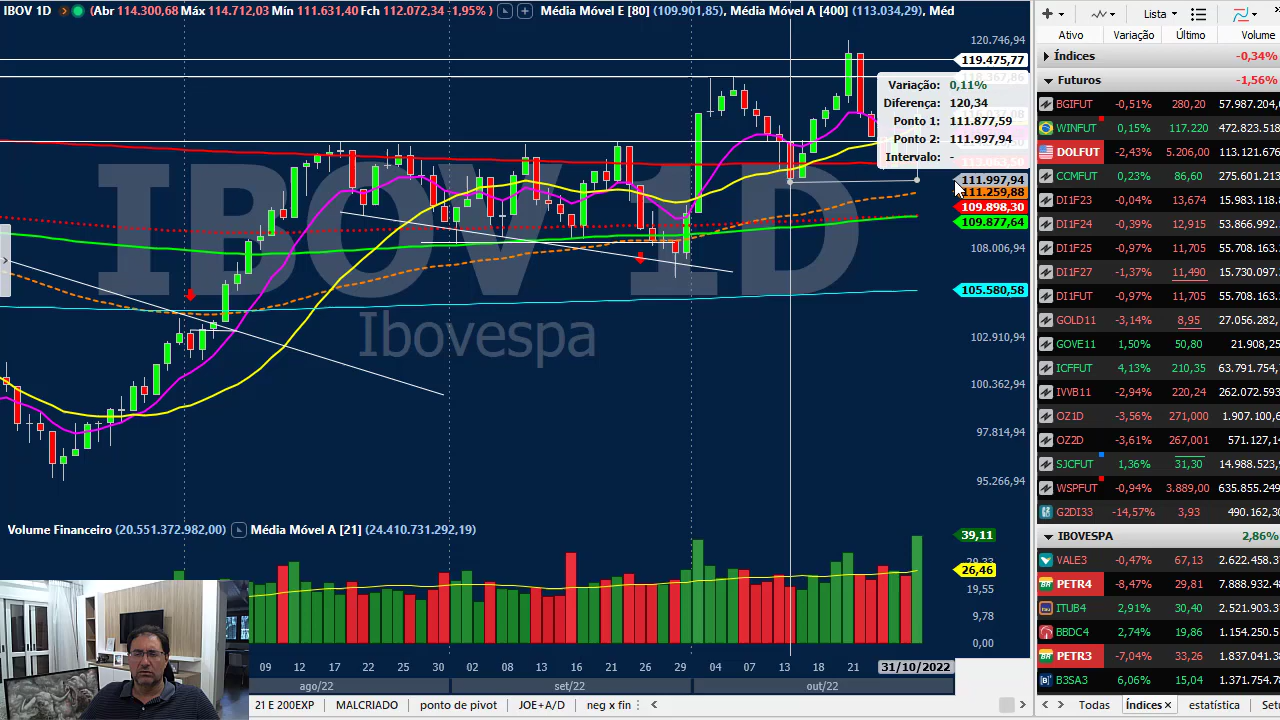 IBOV 1D (Abr 114.300,68 Máx 114.712,03 Mín 111.631,40 Fch 112.072,34 -1,95%) Média Móvel E [80] (109.901,85), Média Móvel A [400] (113.034,29), Méd
120.746,94
119.475,77
118.367,86
Variação: 0,11%
Diferença: 120,34
Ponto 1: 111.877,59
Ponto 2: 111.997,94
Intervalo: -
113.063,50
111.997,94
111.259,88
109.898,30
109.877,64
108.006,94
105.580,58
102.910,94
100.362,94
97.814,94
95.266,94
IBOV 1D
Ibovespa
Volume Financeiro (20.551.372.982,00) Média Móvel A [21] (24.410.731.292,19)
39,11
29,33
26,46
19,55
9,78
0,00
09 12 17 22 25 30 02 08 13 16 21 26 29 04 07 13 18 21 31/10/2022
ago/22 set/22 out/22
21 E 200EXP MALCRIADO ponto de pivot JOE+A/D neg x fin
Lista
Ativo Variação Último Volume
Índices -0,34%
Futuros -1,56%
BGIFUT -0,51% 280,20 57.987.204,
WINFUT 0,15% 117.220 472.823.518
DOLFUT -2,43% 5.206,00 113.121.676
CCMFUT 0,23% 86,60 275.601.213
DI1F23 -0,04% 13,674 15.983.119
DI1F24 -0,39% 12,915
DI1F25 -0,97% 11,705
DI1F27 -1,37% 11,490 15.730.097
DI1FUT -0,97% 11,705 55.708.163
GOLD11 -3,14% 8,95 27.056.282,
GOVE11 1,50% 50,80 21.908,25
ICFFUT 4,13% 210,35 63.791.754,
IVVB11 -2,94% 220,24
OZ1D -3,56% 271,000 1.907.100,6
OZ2D -3,61% 267,001 571.127,14
SJCFUT 1,36% 31,30 14.988.523,
WSPFUT -0,94% 3.889,00 635.855.249
G2DI33 -14,57% 3,93 490.162,30
IBOVESPA 2,86%
VALE3 -0,47% 67,13 2.622.458.3
PETR4 -8,47% 29,81 7.888.932.4
ITUB4 2,91% 30,40 2.521.903.3
BBDC4 2,74% 19,86 1.154.250.5
PETR3 -7,04% 33,26 1.837.041.3
B3SA3 6,06% 15,04 1.371.754.7
Todas Índices × estatística Set